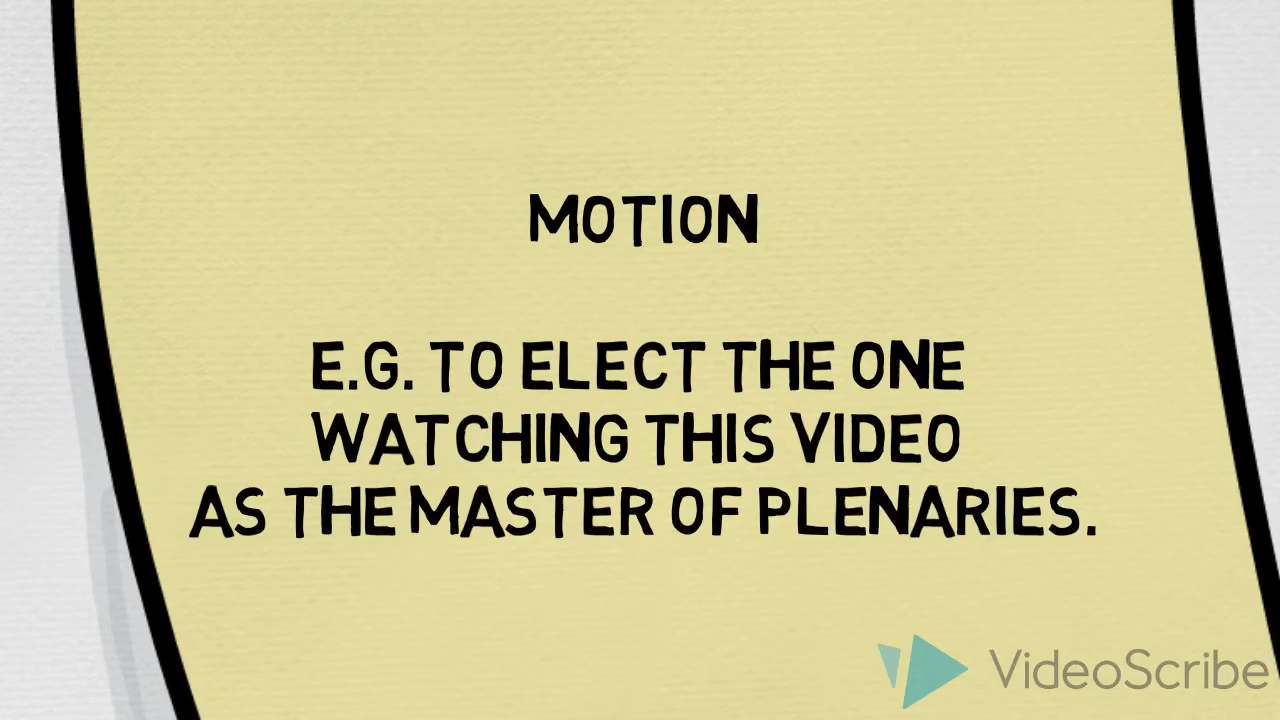 MOTION
E.G. TO ELECT THE ONE
WATCHING THIS VIDEO
AS THE MASTER OF PLENARIES.
VideoScribe